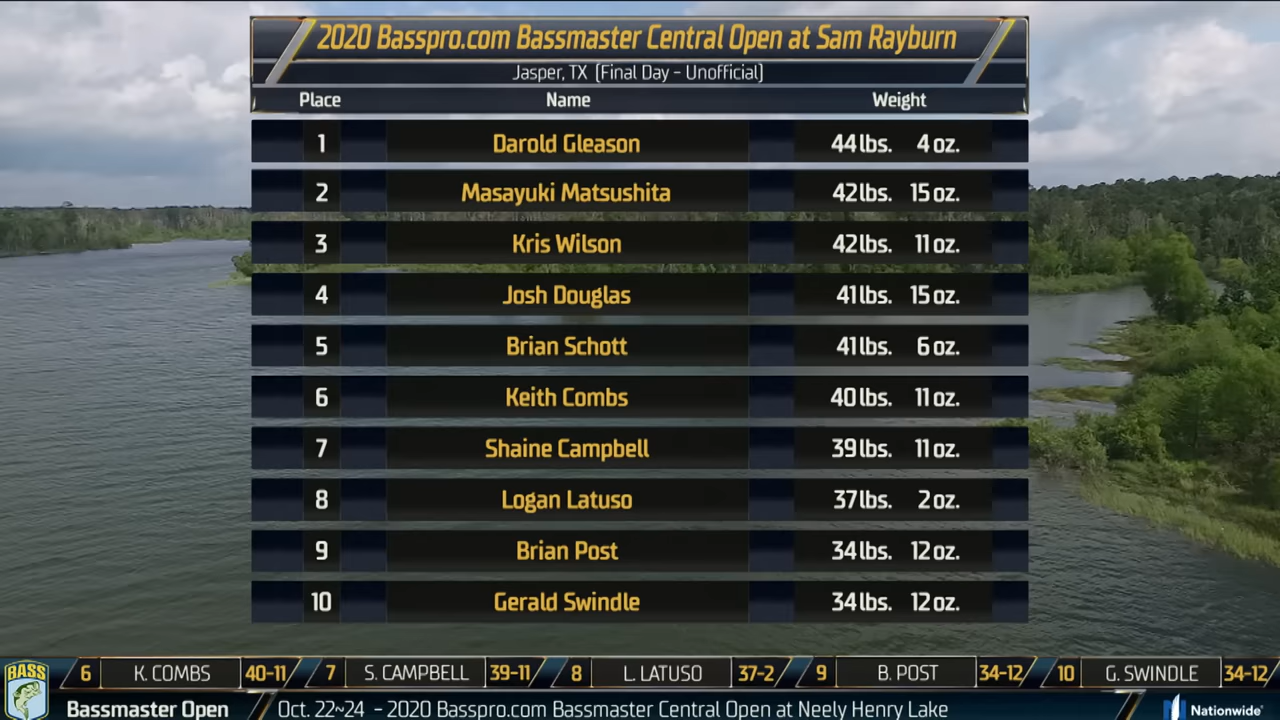 2020 Basspro.com Bassmaster Central Open at Sam Rayburn
Jasper, TX (Final Day - Unofficial)
Place Name Weight
1 Darold Gleason 44 lbs. 4 oz.
2 Masayuki Matsushita 42 lbs. 15 oz.
3 Kris Wilson 42 lbs. 11 oz.
4 Josh Douglas 41 lbs. 15 oz.
5 Brian Schott 41 lbs. 6 oz.
6 Keith Combs 40 lbs. 11 oz.
7 Shaine Campbell 39 lbs. 11 oz.
8 Logan Latuso 37 lbs. 2 oz.
9 Brian Post 34 lbs. 12 oz.
10 Gerald Swindle 34 lbs. 12 oz.
BASS 6 K. COMBS 40-11 7 S. CAMPBELL 39-11 8 L. LATUSO 37-2 9 B. POST 34-12 10 G. SWINDLE 34-12
Bassmaster Open Oct. 22~24 - 2020 Basspro.com Bassmaster Central Open at Neely Henry Lake Nationwide